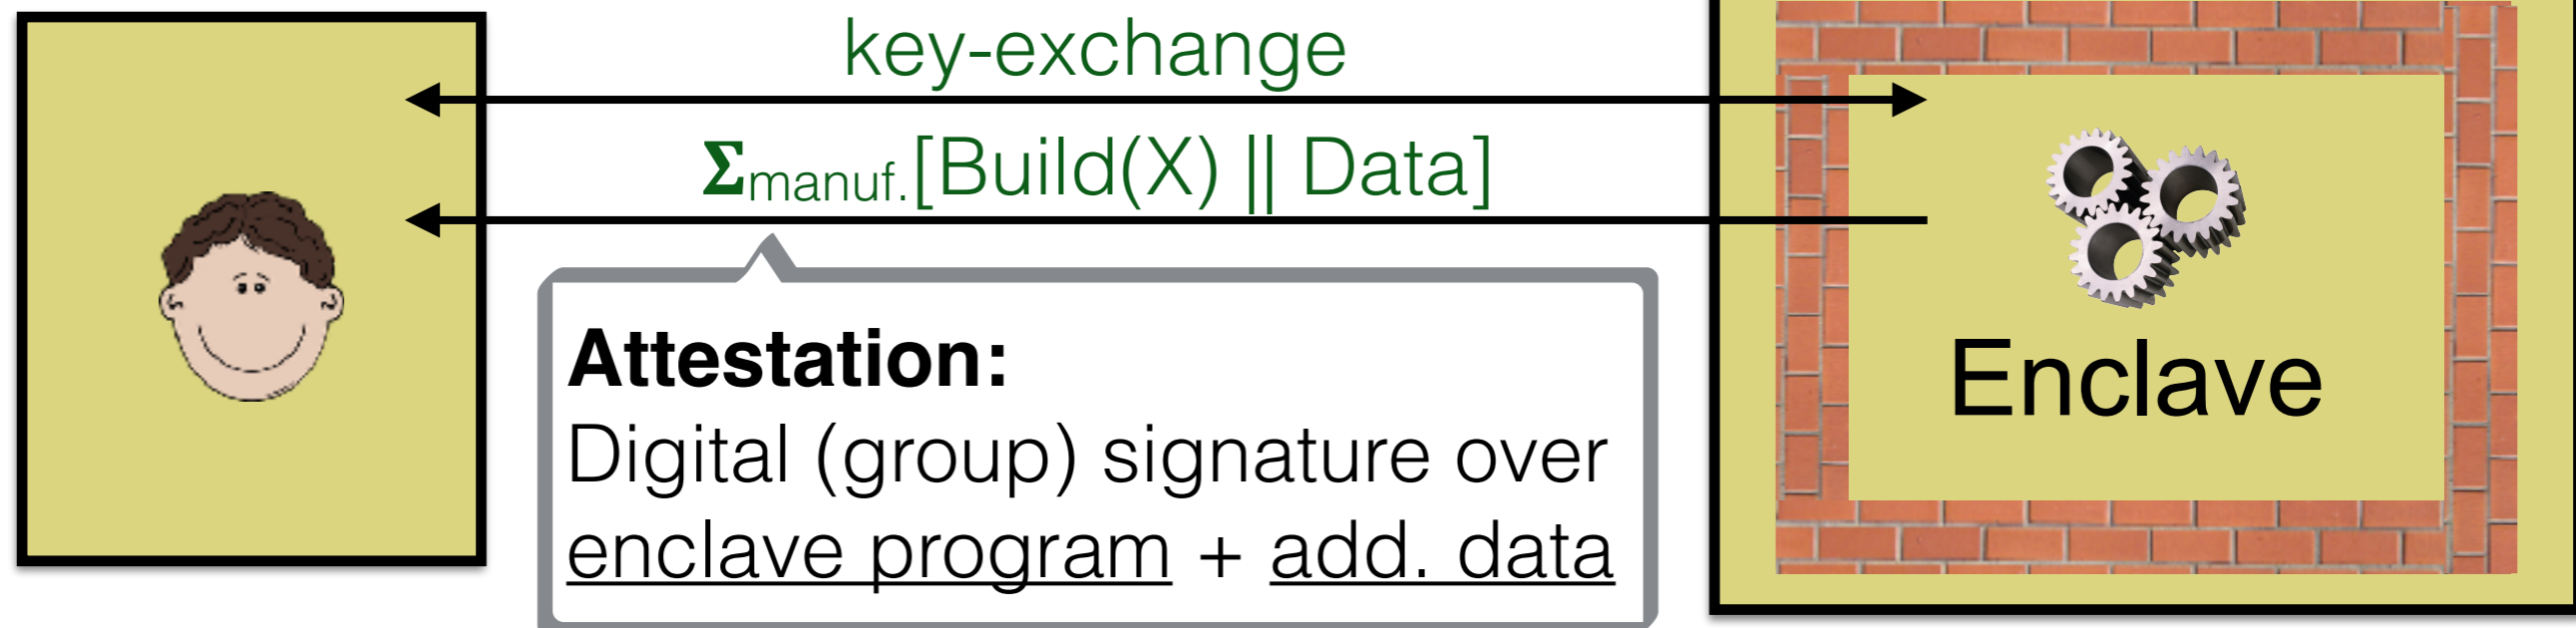 key-exchange
Σmanuf.[Build(X) || Data]
Attestation:
Digital (group) signature over
enclave program + add. data
Enclave